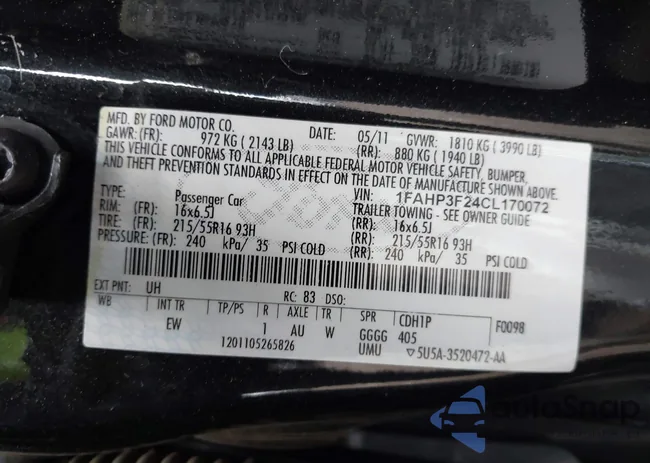 MFD. BY FORD MOTOR CO. DATE: 05/11 GVWR: 1810 KG ( 3990 LB)
GAWR: (FR): 972 KG ( 2143 LB) (RR): 880 KG ( 1940 LB)
THIS VEHICLE CONFORMS TO ALL APPLICABLE FEDERAL MOTOR VEHICLE SAFETY, BUMPER,
AND THEFT PREVENTION STANDARDS IN EFFECT ON THE DATE OF MANUFACTURE SHOWN ABOVE.
VIN: 1FAHP3F24CL170072
TYPE: Passenger Car TRAILER TOWING - SEE OWNER GUIDE
RIM: (FR): 16x6.5J (RR): 16x6.5J
TIRE: (FR): 215/55R16 93H (RR): 215/55R16 93H
PRESSURE: (FR): 240 kPa/ 35 PSI COLD (RR): 240 kPa/ 35 PSI COLD
EXT PNT: UH RC: 83 DSO:
WB INT TR TP/PS R AXLE TR SPR CDH1P F0098
EW 1 AU W GGGG 405
1201105265826 UMU ▽5U5A-3520472-AA
autoSnap